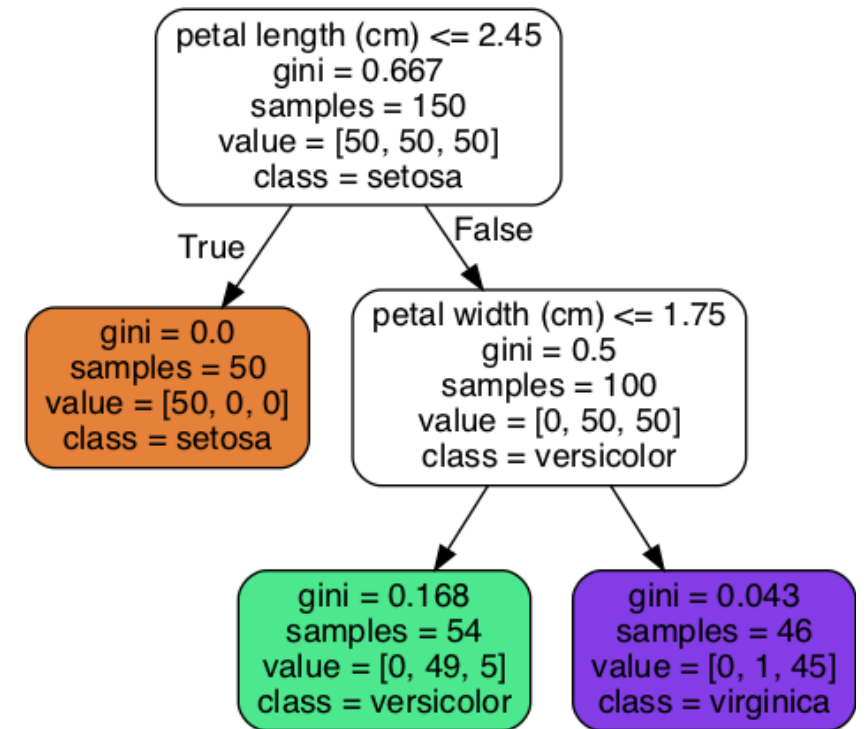 petal length (cm) <= 2.45
gini = 0.667
samples = 150
value = [50, 50, 50]
class = setosa
True
False
gini = 0.0
samples = 50
value = [50, 0, 0]
class = setosa
petal width (cm) <= 1.75
gini = 0.5
samples = 100
value = [0, 50, 50]
class = versicolor
gini = 0.168
samples = 54
value = [0, 49, 5]
class = versicolor
gini = 0.043
samples = 46
value = [0, 1, 45]
class = virginica